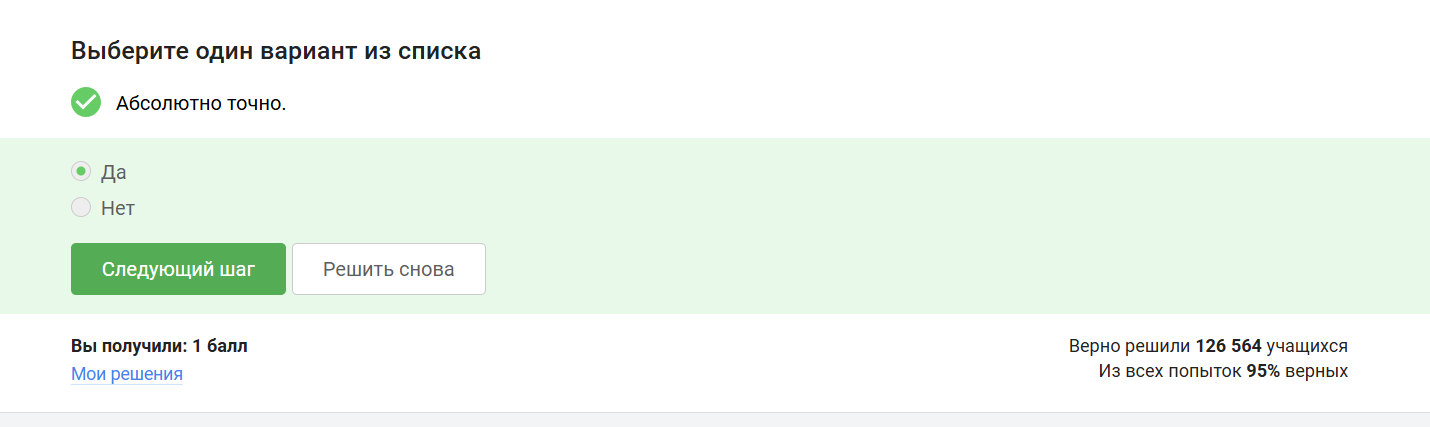 Выберите один вариант из списка
Абсолютно точно.
Да
Нет
Следующий шаг
Решить снова
Вы получили: 1 балл
Мои решения
Верно решили 126 564 учащихся
Из всех попыток 95% верных